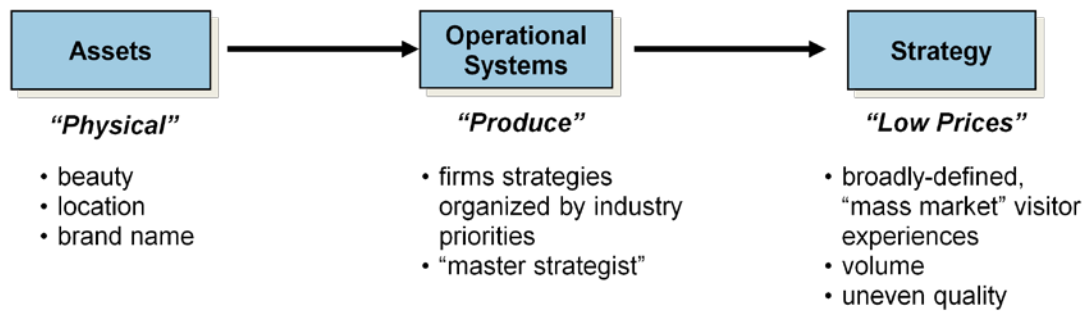 Assets
Operational
Systems
Strategy
“Physical”
“Produce”
“Low Prices”
• beauty
• location
• brand name
• firms strategies
organized by industry
priorities
• “master strategist”
• broadly-defined,
“mass market” visitor
experiences
• volume
• uneven quality